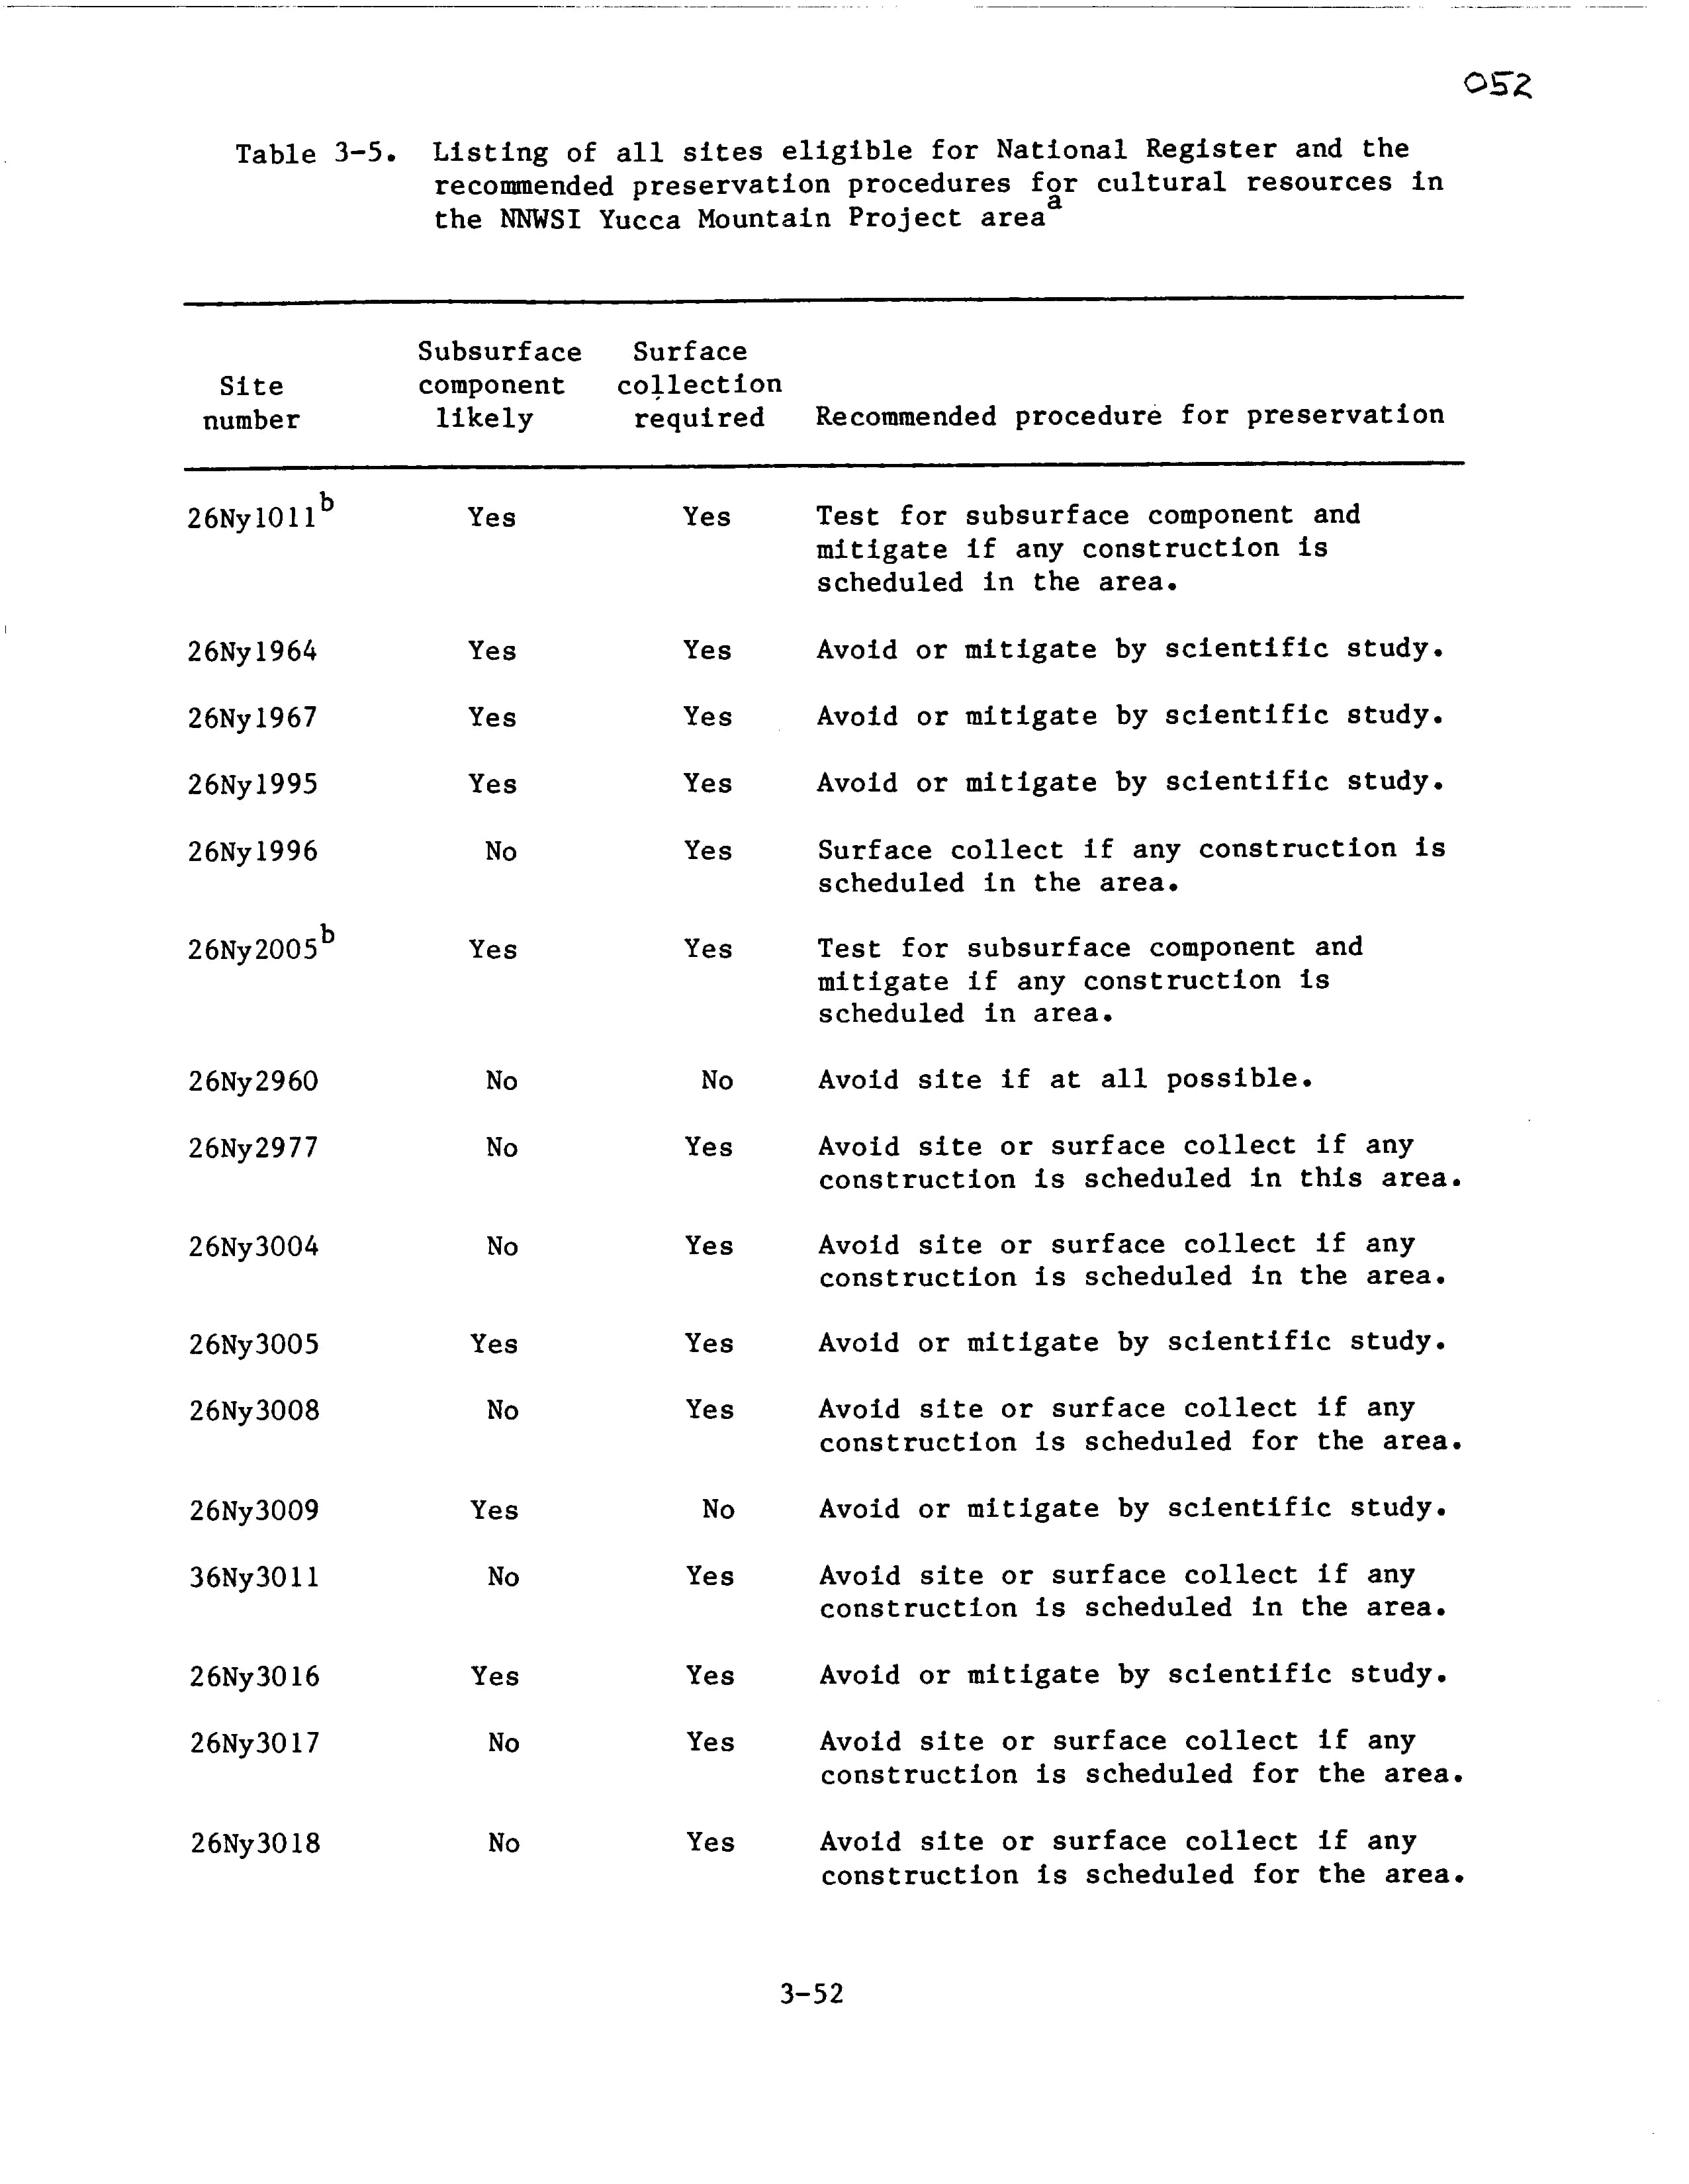 052
Table 3-5. Listing of all sites eligible for National Register and the
recommended preservation procedures for cultural resources in
the NNWSI Yucca Mountain Project area a
Subsurface Surface
Site component collection
number likely required Recommended procedure for preservation
26Ny1011 b Yes Yes Test for subsurface component and
mitigate if any construction is
scheduled in the area.
26Ny1964 Yes Yes Avoid or mitigate by scientific study.
26Ny1967 Yes Yes Avoid or mitigate by scientific study.
26Ny1995 Yes Yes Avoid or mitigate by scientific study.
26Ny1996 No Yes Surface collect if any construction is
scheduled in the area.
26Ny2005 b Yes Yes Test for subsurface component and
mitigate if any construction is
scheduled in area.
26Ny2960 No No Avoid site if at all possible.
26Ny2977 No Yes Avoid site or surface collect if any
construction is scheduled in this area.
26Ny3004 No Yes Avoid site or surface collect if any
construction is scheduled in the area.
26Ny3005 Yes Yes Avoid or mitigate by scientific study.
26Ny3008 No Yes Avoid site or surface collect if any
construction is scheduled for the area.
26Ny3009 Yes No Avoid or mitigate by scientific study.
36Ny3011 No Yes Avoid site or surface collect if any
construction is scheduled in the area.
26Ny3016 Yes Yes Avoid or mitigate by scientific study.
26Ny3017 No Yes Avoid site or surface collect if any
construction is scheduled for the area.
26Ny3018 No Yes Avoid site or surface collect if any
construction is scheduled for the area.
3-52